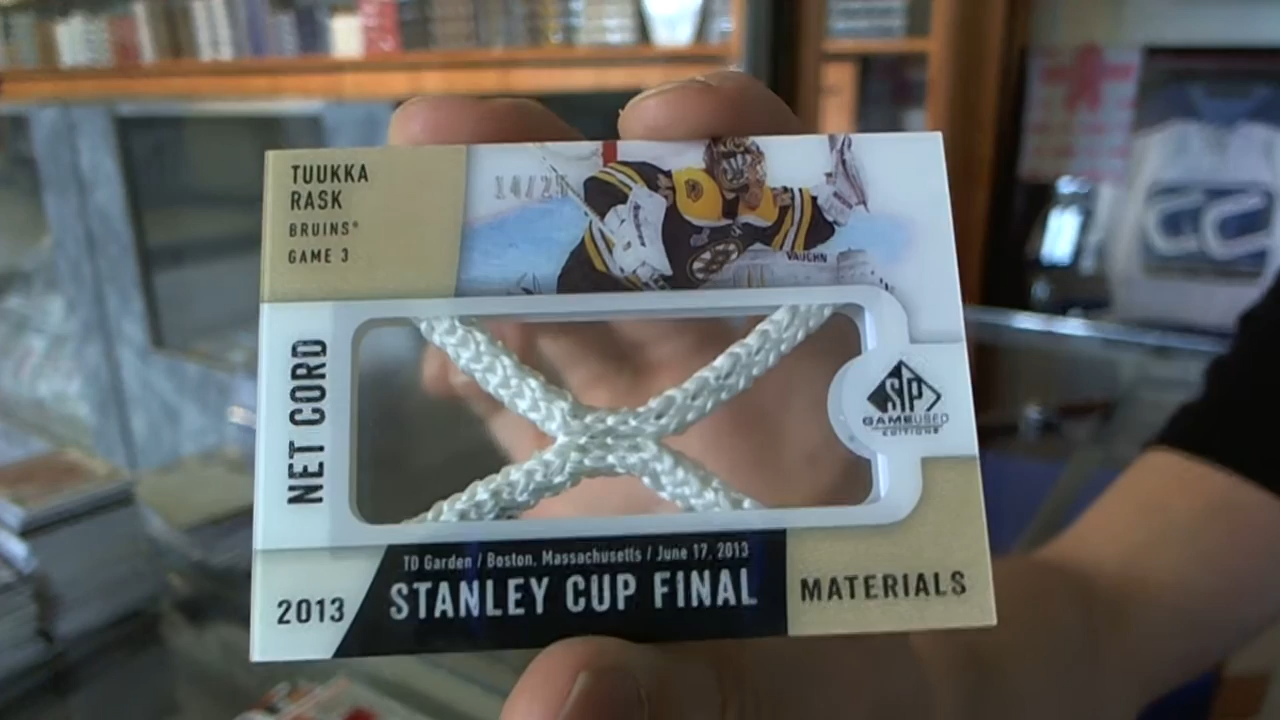 TUUKKA
RASK
BRUINS®
GAME 3
14/25
VAUGHN
NET CORD
SP
GAME USED
EDITIONS
TD Garden / Boston, Massachusetts / June 17, 2013
2013
STANLEY CUP FINAL
MATERIALS